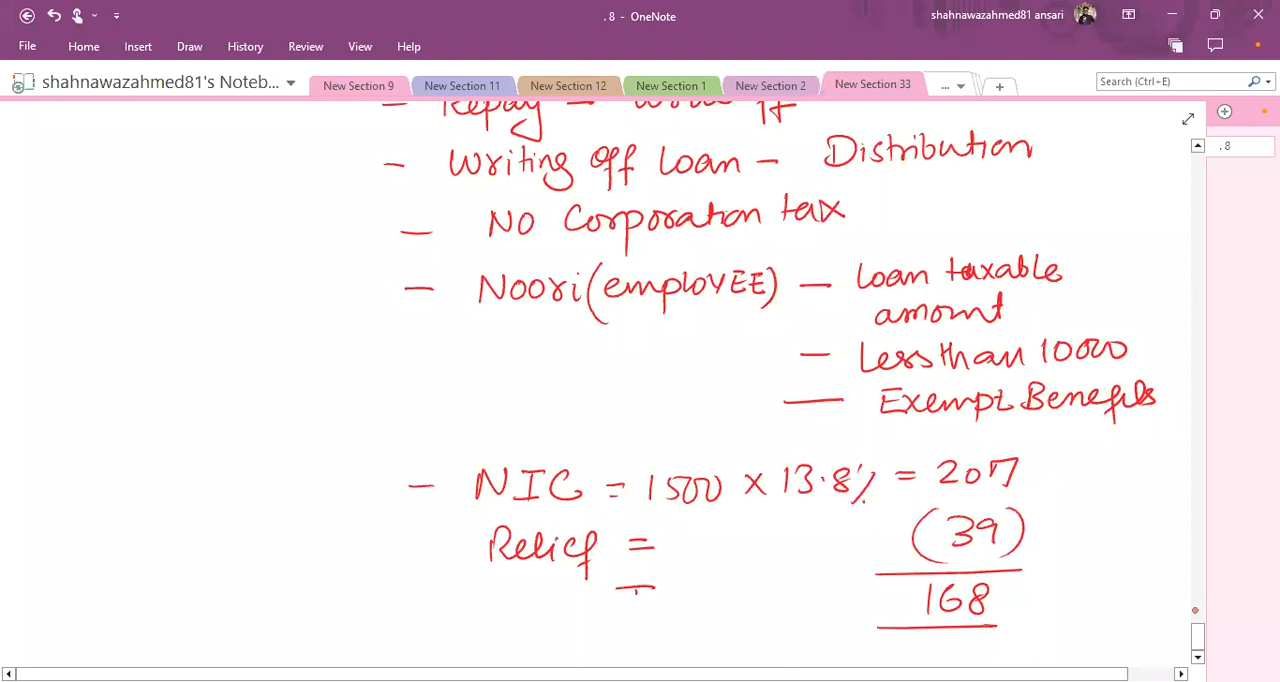 . 8 - OneNote
shahnawazahmed81 ansari
File Home Insert Draw History Review View Help
shahnawazahmed81's Noteb... New Section 9 New Section 11 New Section 12 New Section 1 New Section 2 New Section 33 ... Search (Ctrl+E)
. 8
- Repay -
- Writing off Loan - Distribution
- NO Corporation tax
- Noori (employEE) - Loan taxable
amount
- Less than 10000
- Exempt Benefits
- NIC = 1500 x 13.8% = 207
Relief = (39)
168